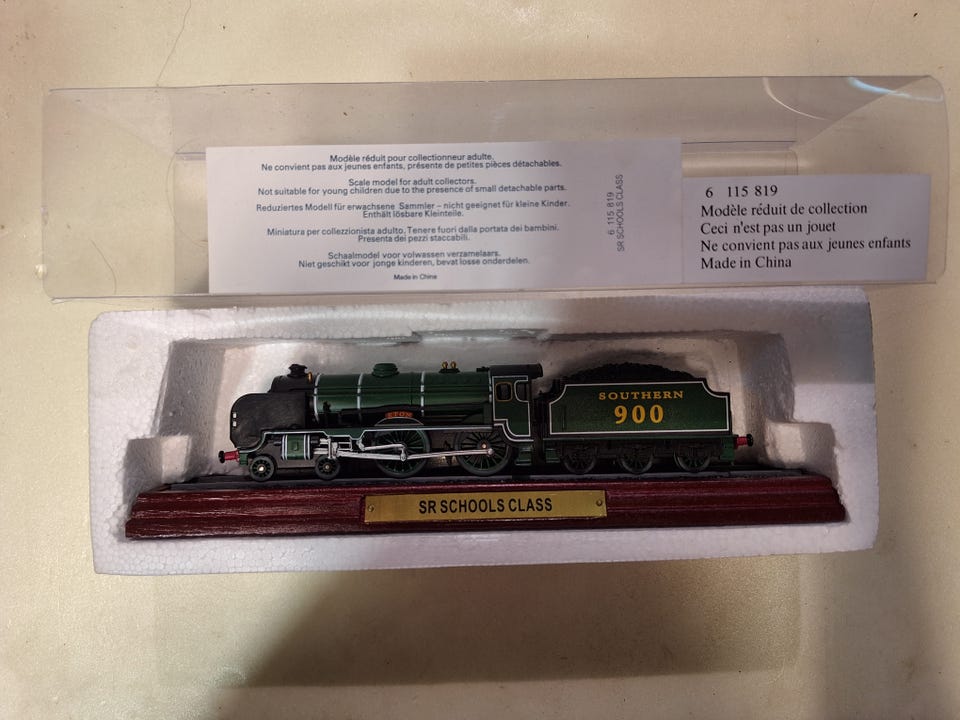 Modèle réduit pour collectionneur adulte.
Ne convient pas aux jeunes enfants, présente de petites pièces détachables.
Scale model for adult collectors.
Not suitable for young children due to the presence of small detachable parts.
Reduziertes Modell für erwachsene Sammler – nicht geeignet für kleine Kinder.
Enthält lösbare Kleinteile.
Miniatura per collezzionista adulto. Tenere fuori dalla portata dei bambini.
Presenta dei pezzi staccabili.
Schaalmodel voor volwassen verzamelaars.
Niet geschikt voor jonge kinderen, bevat losse onderdelen.
Made in China
6 115 819
SR SCHOOLS CLASS
6 115 819
Modèle réduit de collection
Ceci n'est pas un jouet
Ne convient pas aux jeunes enfants
Made in China
ETON
SOUTHERN
900
SR SCHOOLS CLASS